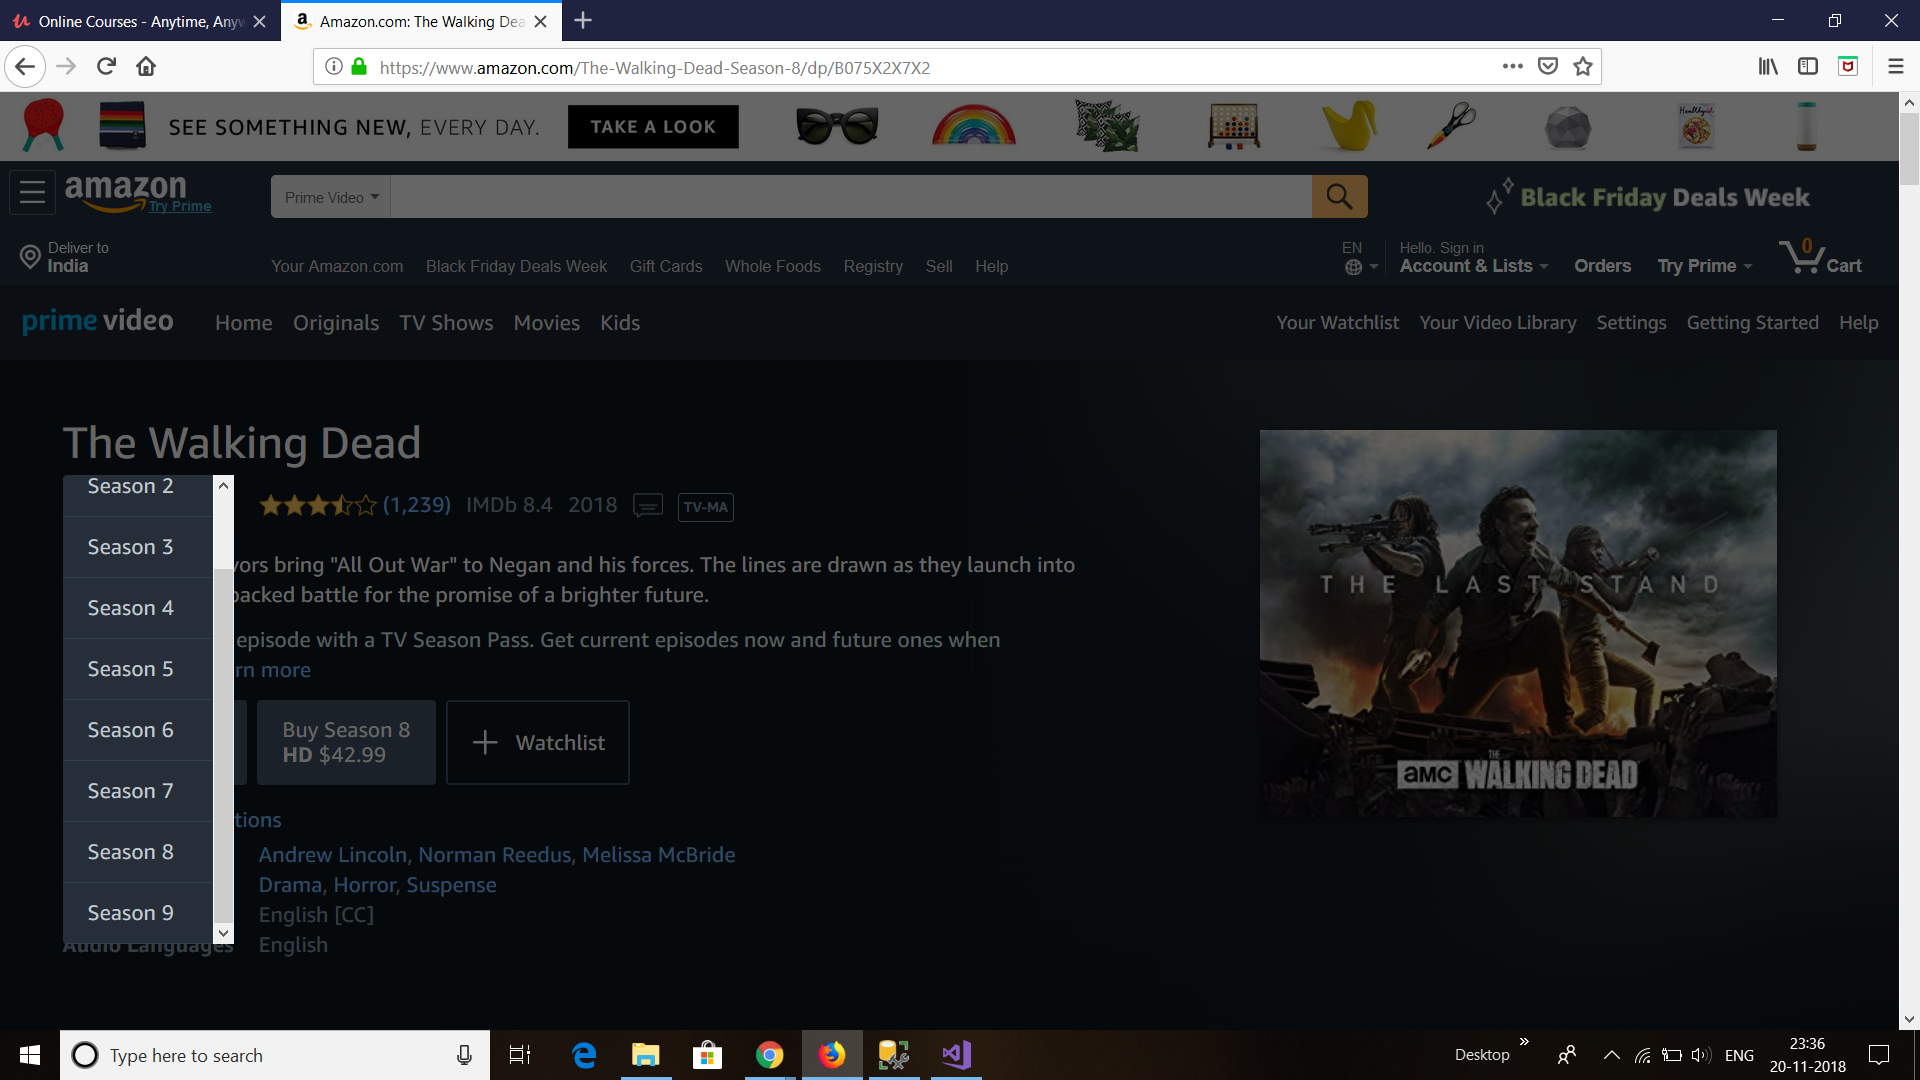 Online Courses - Anytime, Anyw
Amazon.com: The Walking Dea
https://www.amazon.com/The-Walking-Dead-Season-8/dp/B075X2X7X2
SEE SOMETHING NEW, EVERY DAY.
TAKE A LOOK
Healthyish
amazon
Try Prime
Prime Video
Black Friday Deals Week
Deliver to
India
Your Amazon.com Black Friday Deals Week Gift Cards Whole Foods Registry Sell Help
EN
Hello. Sign in
Account & Lists
Orders
Try Prime
0
Cart
prime video
Home Originals TV Shows Movies Kids
Your Watchlist Your Video Library Settings Getting Started Help
The Walking Dead
(1,239) IMDb 8.4 2018 TV-MA
Season 2
Season 3
Season 4
Season 5
Season 6
Season 7
Season 8
Season 9
vors bring "All Out War" to Negan and his forces. The lines are drawn as they launch into
packed battle for the promise of a brighter future.
episode with a TV Season Pass. Get current episodes now and future ones when
rn more
Buy Season 8
HD $42.99
Watchlist
tions
Andrew Lincoln, Norman Reedus, Melissa McBride
Drama, Horror, Suspense
English [CC]
Audio Languages English
THE LAST STAND
THE
amc WALKING DEAD
Type here to search
Desktop
ENG
23:36
20-11-2018